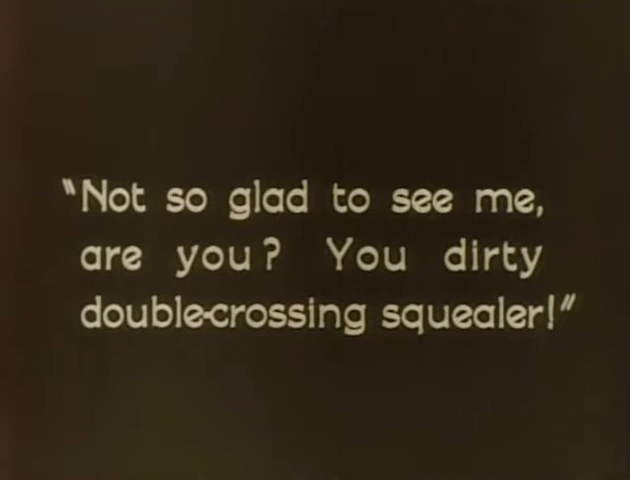 "Not so glad to see me,
are you? You dirty
double-crossing squealer!"